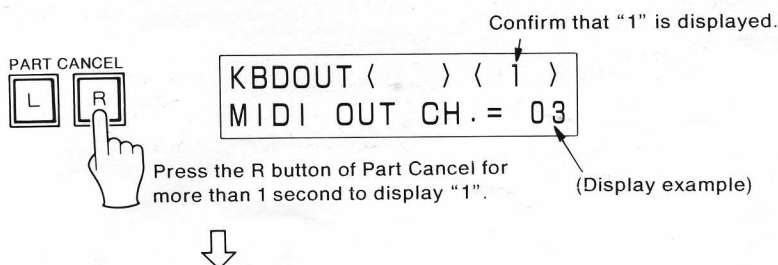 Confirm that “1” is displayed.
PART CANCEL
L R
KBDOUT ⟨ ⟩ ⟨ 1 ⟩
MIDI OUT CH.= 03
Press the R button of Part Cancel for
more than 1 second to display “1”.
(Display example)